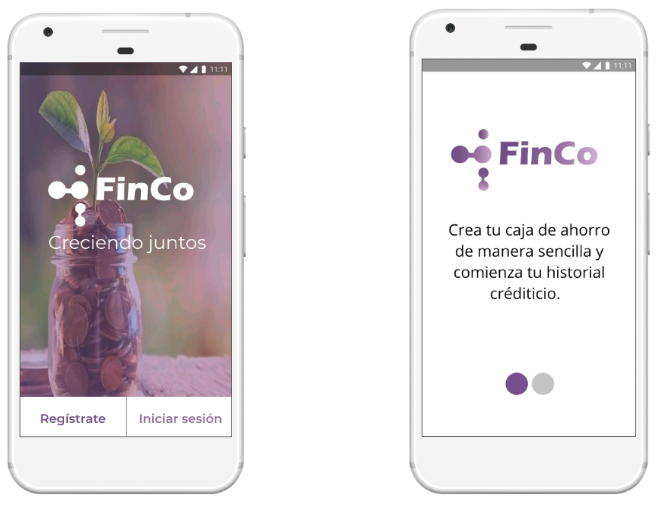 11:11
FinCo
Creciendo juntos
Regístrate
Iniciar sesión
11:11
FinCo
Crea tu caja de ahorro
de manera sencilla y
comienza tu historial
créditicio.